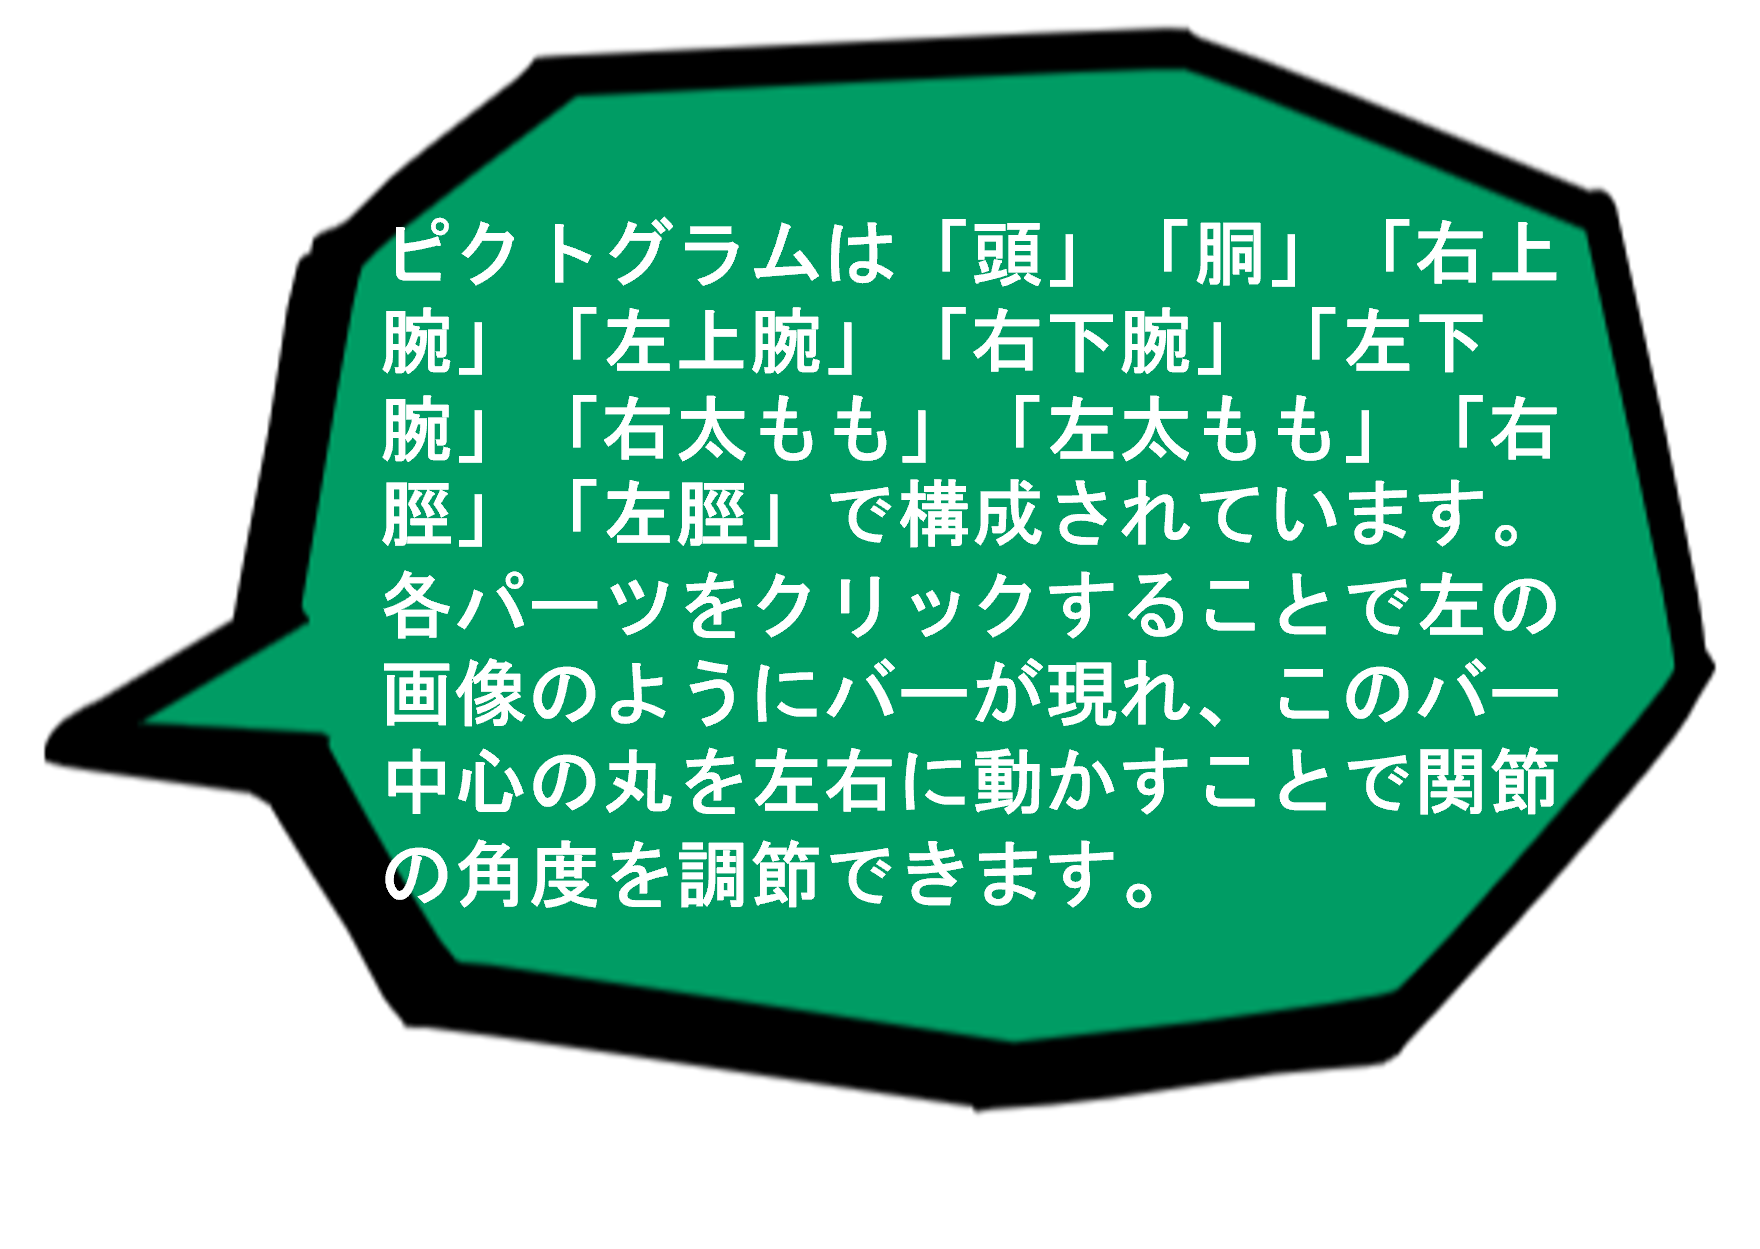 ピクトグラムは「頭」「胴」「右上
腕」「左上腕」「右下腕」「左下
腕」「右太もも」「左太もも」「右
脛」「左脛」で構成されています。
各パーツをクリックすることで左の
画像のようにバーが現れ、このバー
中心の丸を左右に動かすことで関節
の角度を調節できます。